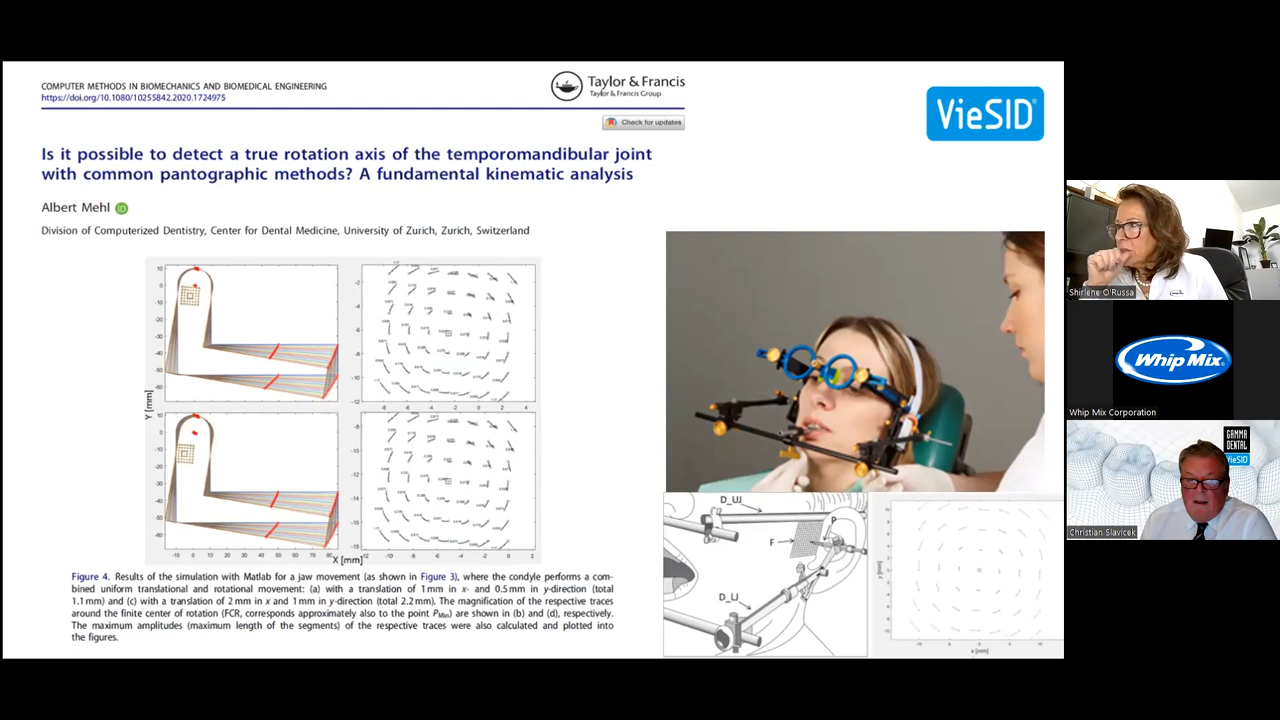 COMPUTER METHODS IN BIOMECHANICS AND BIOMEDICAL ENGINEERING
https://doi.org/10.1080/10255842.2020.1724975
Taylor & Francis
Taylor & Francis Group
Check for updates
VieSID
Is it possible to detect a true rotation axis of the temporomandibular joint
with common pantographic methods? A fundamental kinematic analysis
Albert Mehl iD
Division of Computerized Dentistry, Center for Dental Medicine, University of Zurich, Zurich, Switzerland
Y [mm]
X [mm]
D_UJ
F
P
D_LJ
Figure 4. Results of the simulation with Matlab for a jaw movement (as shown in Figure 3), where the condyle performs a com-
bined uniform translational and rotational movement: (a) with a translation of 1 mm in x- and 0.5 mm in y-direction (total
1.1 mm) and (c) with a translation of 2 mm in x and 1 mm in y-direction (total 2.2 mm). The magnification of the respective traces
around the finite center of rotation (FCR, corresponds approximately also to the point PMin) are shown in (b) and (d), respectively.
The maximum amplitudes (maximum length of the segments) of the respective traces were also calculated and plotted into
the figures.
Shirlene O'Russa
Whip Mix
Whip Mix Corporation
GAMMA
DENTAL
VieSID
Christian Slavicek